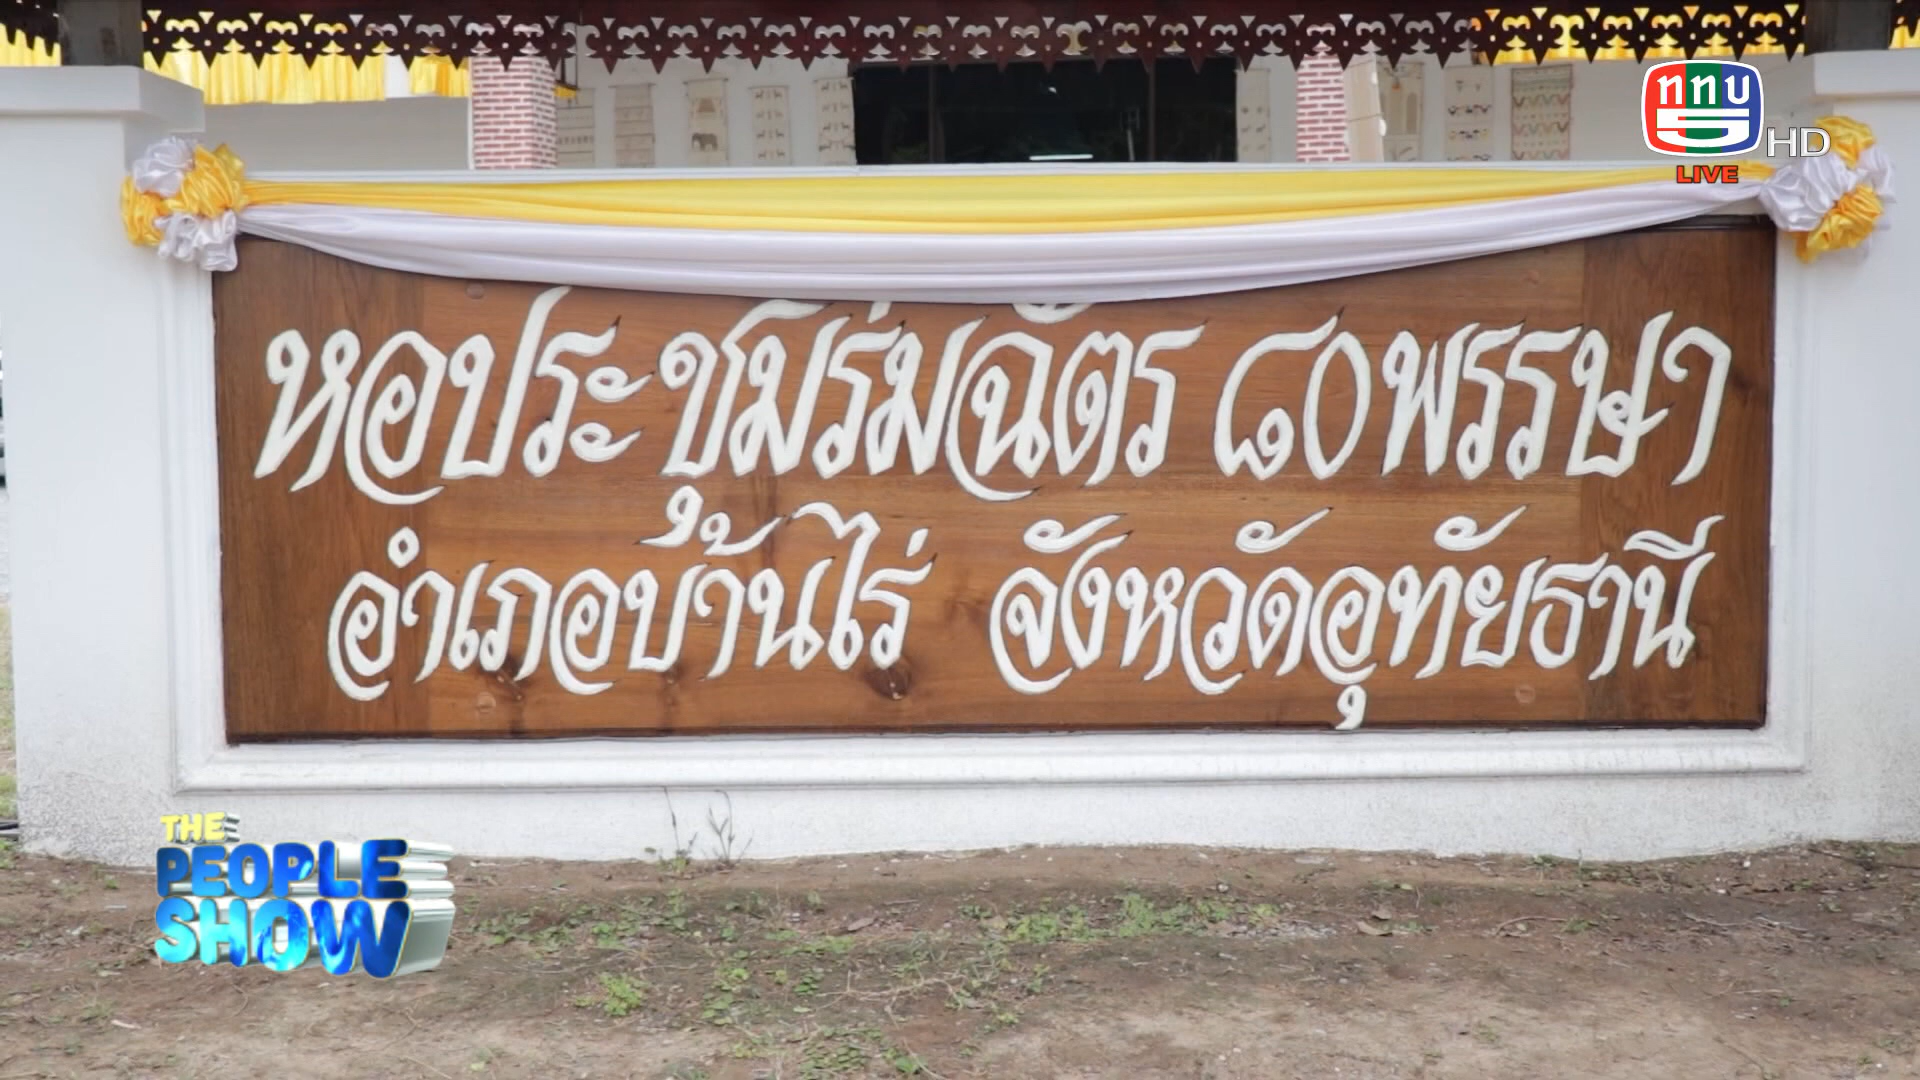 ททบ
5
HD
LIVE
หอประชุมร่มฉัตร ๘๐ พรรษา
อำเภอบ้านไร่ จังหวัดอุทัยธานี
THE
PEOPLE
SHOW